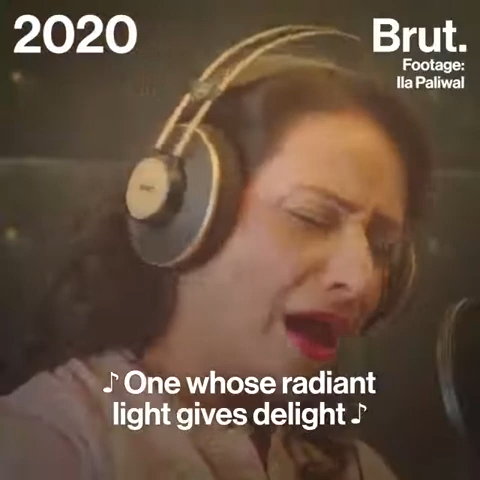 2020
Brut.
Footage:
Ila Paliwal
♪ One whose radiant
light gives delight ♪